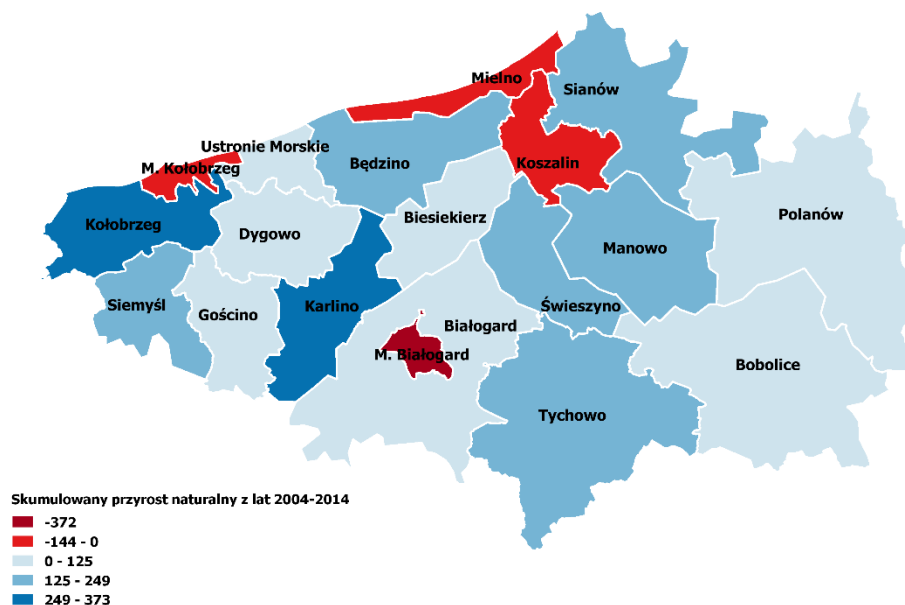 Mielno
Sianów
Ustronie Morskie
M. Kołobrzeg
Będzino
Koszalin
Kołobrzeg
Dygowo
Biesiekierz
Polanów
Manowo
Siemyśl
Gościno
Karlino
Świeszyno
Białogard
M. Białogard
Bobolice
Tychowo
Skumulowany przyrost naturalny z lat 2004-2014
-372
-144 - 0
0 - 125
125 - 249
249 - 373